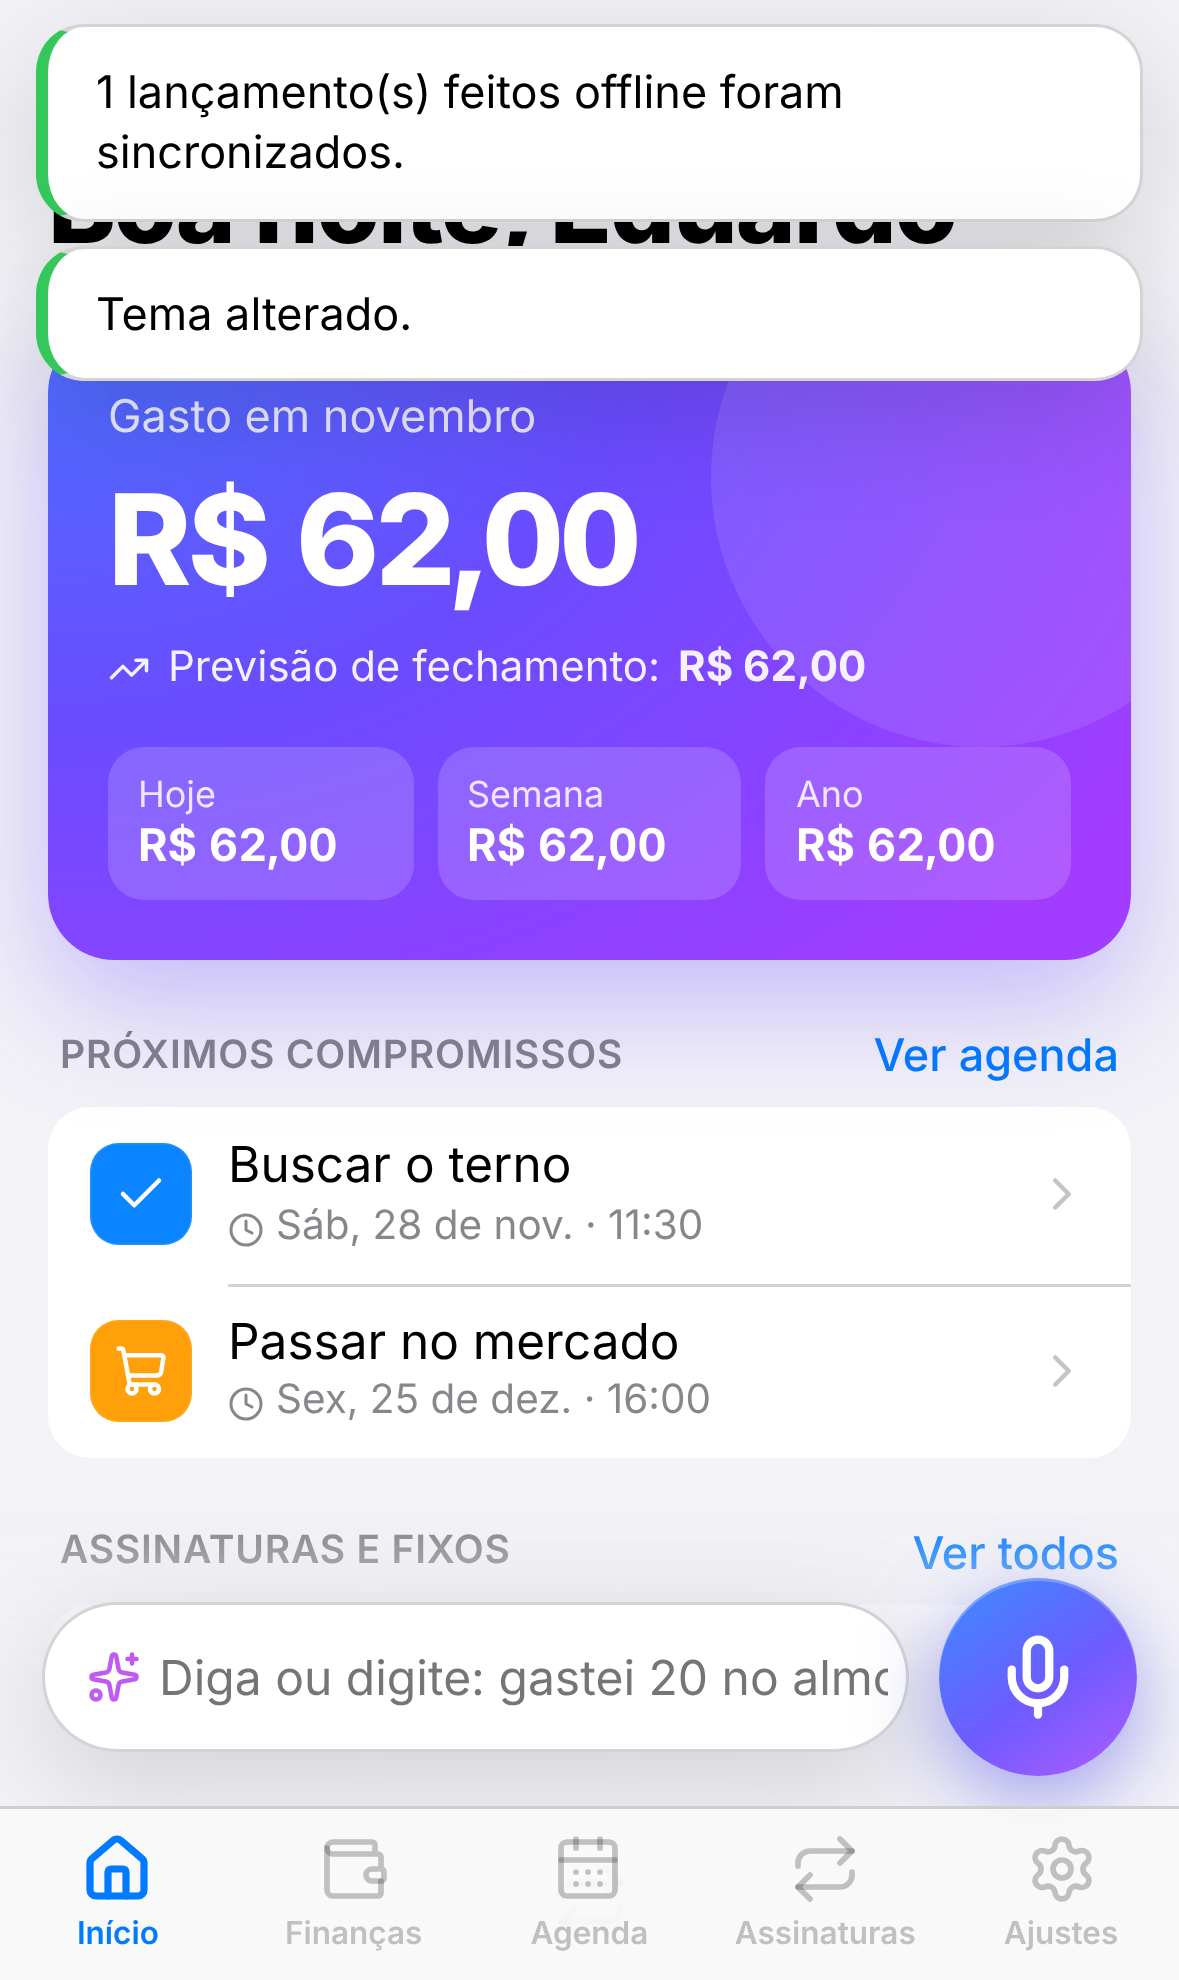 1 lançamento(s) feitos offline foram
sincronizados.
Boa noite, Eduardo
Tema alterado.
Gasto em novembro
R$ 62,00
Previsão de fechamento: R$ 62,00
Hoje
R$ 62,00
Semana
R$ 62,00
Ano
R$ 62,00
PRÓXIMOS COMPROMISSOS
Ver agenda
Buscar o terno
Sáb, 28 de nov. · 11:30
Passar no mercado
Sex, 25 de dez. · 16:00
ASSINATURAS E FIXOS
Ver todos
Diga ou digite: gastei 20 no almo
Início
Finanças
Agenda
Assinaturas
Ajustes